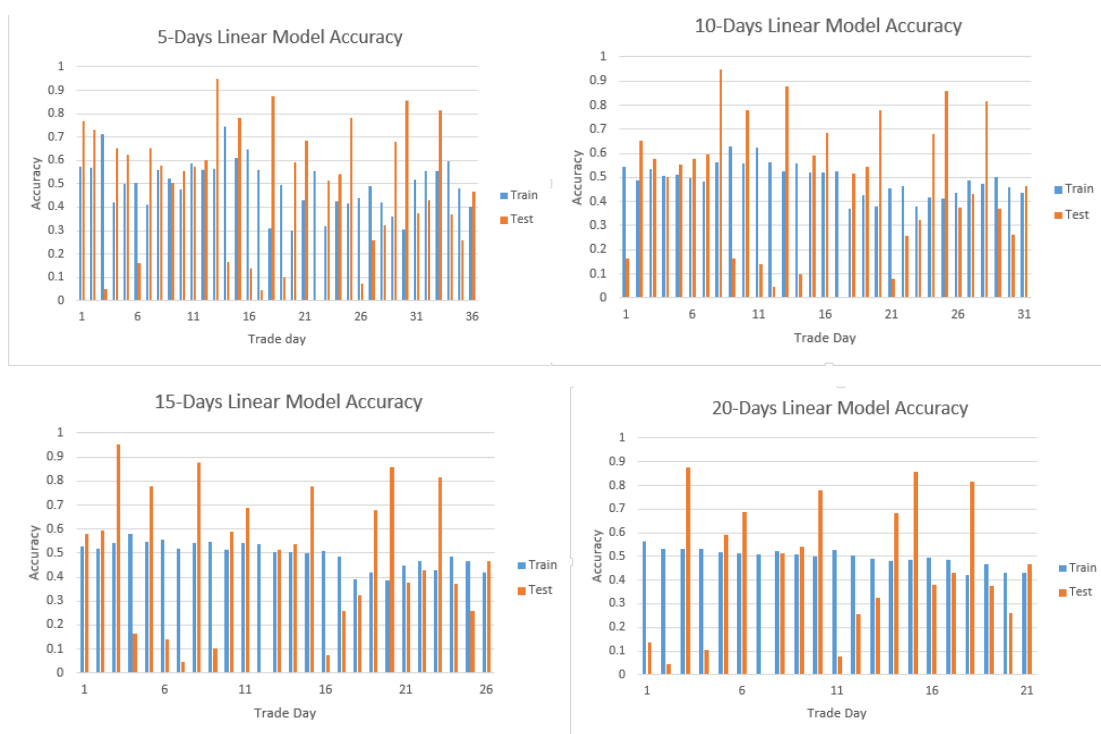 5-Days Linear Model Accuracy
1
0.9
0.8
0.7
0.6
0.5
0.4
0.3
0.2
0.1
0
Accuracy
1 6 11 16 21 26 31 36
Trade day
Train
Test
10-Days Linear Model Accuracy
1
0.9
0.8
0.7
0.6
0.5
0.4
0.3
0.2
0.1
0
Accuracy
1 6 11 16 21 26 31
Trade Day
Train
Test
15-Days Linear Model Accuracy
1
0.9
0.8
0.7
0.6
0.5
0.4
0.3
0.2
0.1
0
Accuracy
1 6 11 16 21 26
Trade Day
Train
Test
20-Days Linear Model Accuracy
1
0.9
0.8
0.7
0.6
0.5
0.4
0.3
0.2
0.1
0
Accuracy
1 6 11 16 21
Trade Day
Train
Test